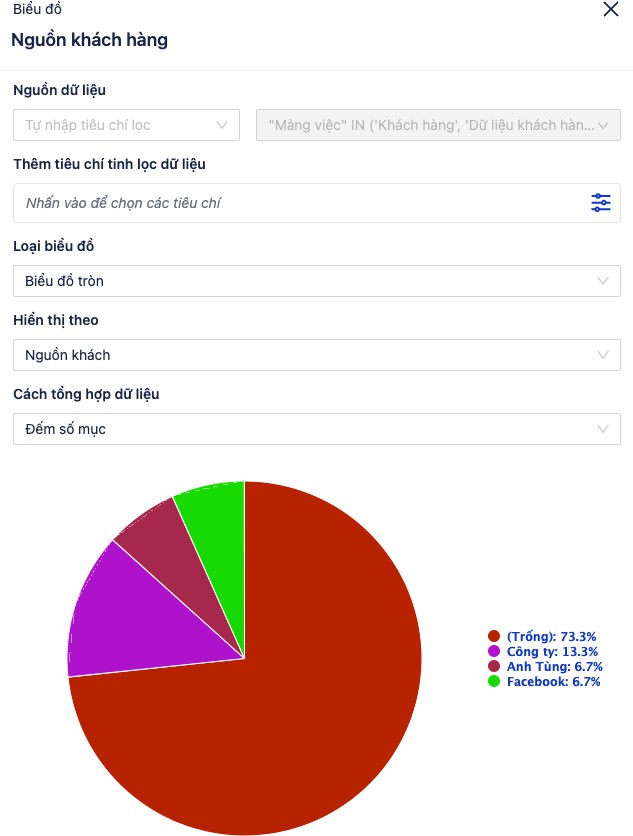 Biểu đồ
Nguồn khách hàng
Nguồn dữ liệu
Tự nhập tiêu chí lọc
"Mảng việc" IN ('Khách hàng', 'Dữ liệu khách hàn...
Thêm tiêu chí tinh lọc dữ liệu
Nhấn vào để chọn các tiêu chí
Loại biểu đồ
Biểu đồ tròn
Hiển thị theo
Nguồn khách
Cách tổng hợp dữ liệu
Đếm số mục
(Trống): 73.3%
Công ty: 13.3%
Anh Tùng: 6.7%
Facebook: 6.7%